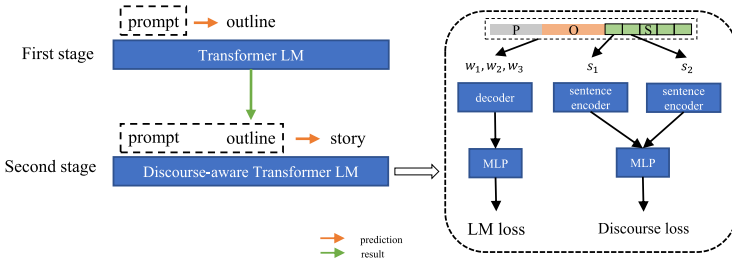 prompt outline
First stage
Transformer LM
prompt outline story
Second stage
Discourse-aware Transformer LM
prediction
result
P O S
w₁, w₂, w₃ s₁ s₂
decoder
sentence encoder
sentence encoder
MLP
MLP
LM loss
Discourse loss